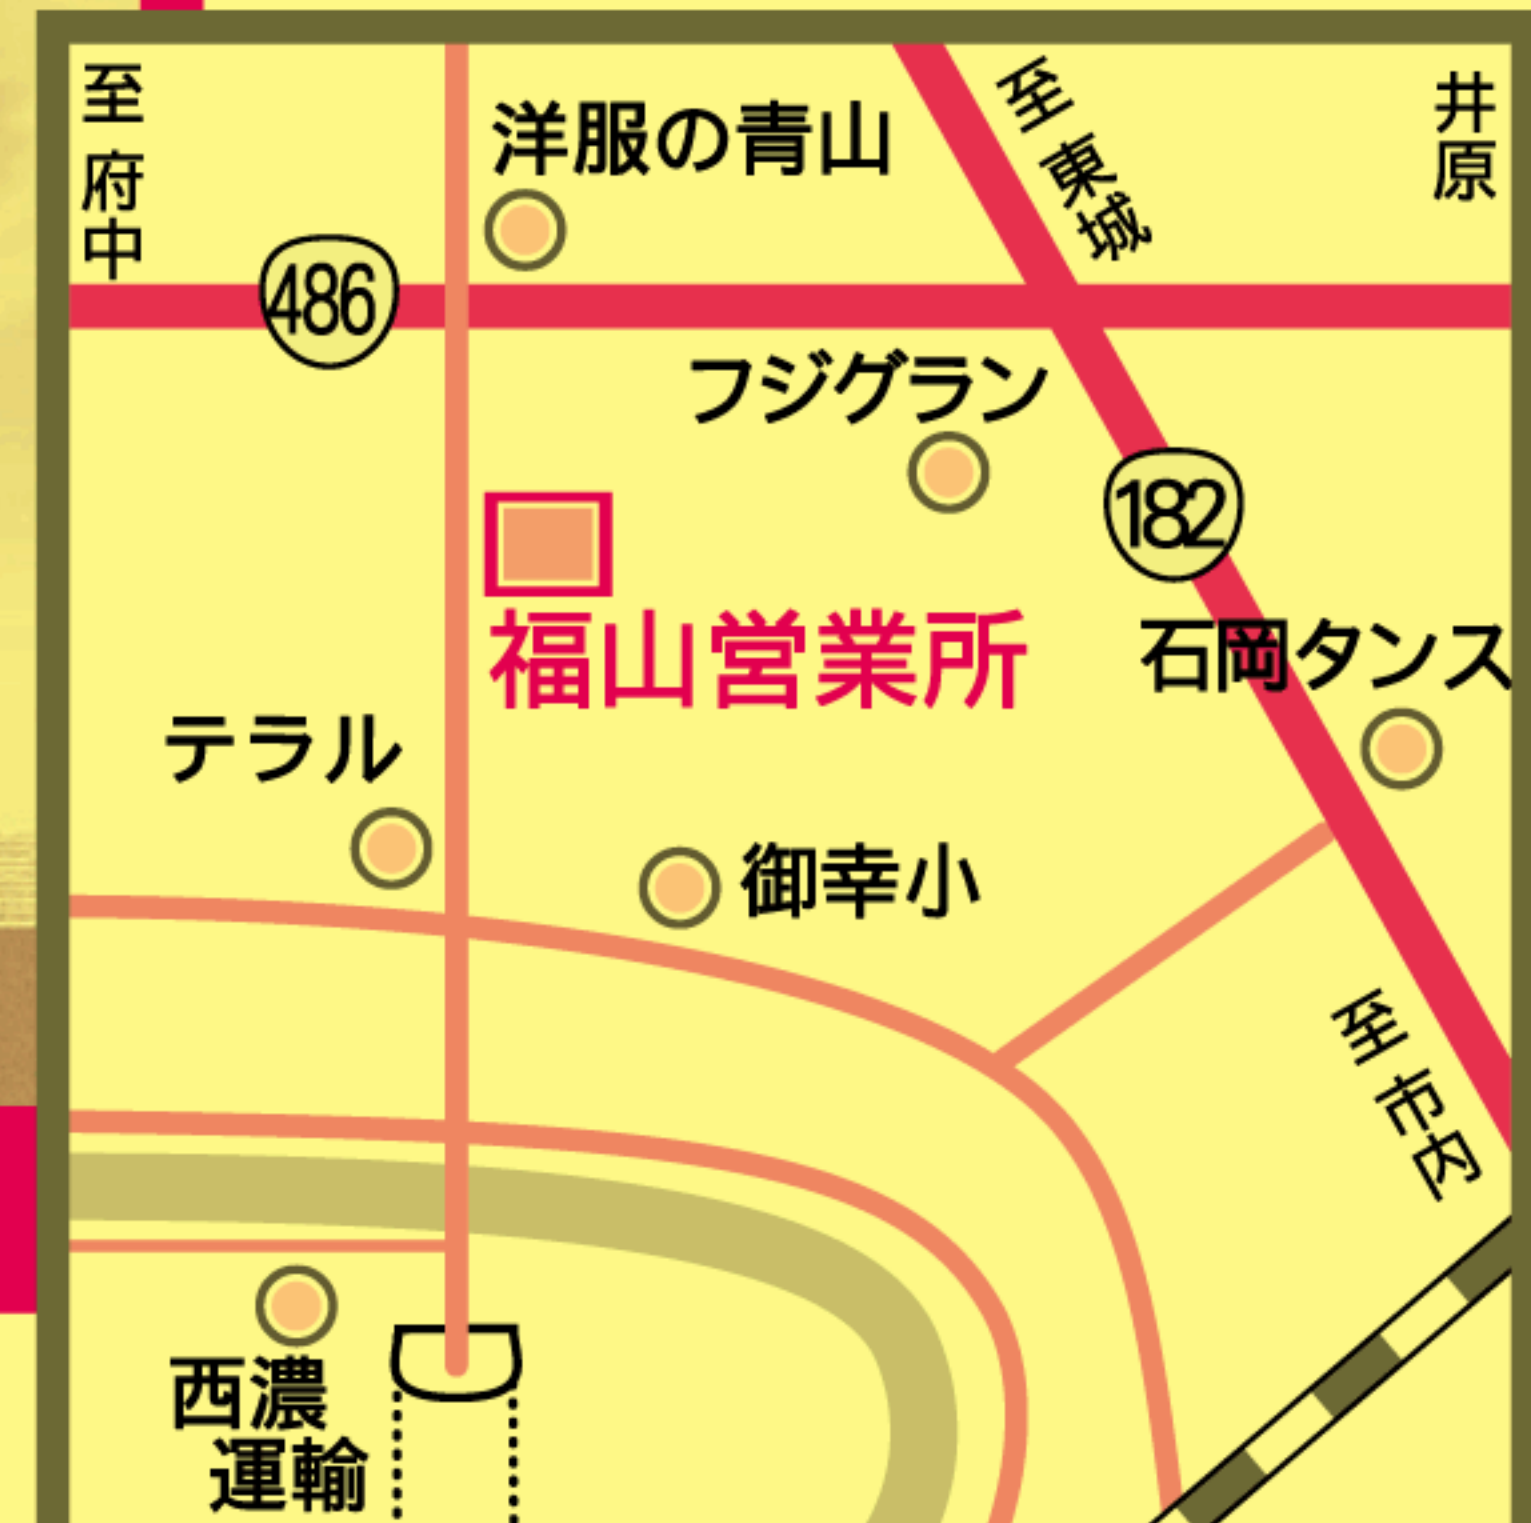 至 府中
洋服の青山
至 東城
井原
486
フジグラン
182
福山営業所
石岡タンス
テラル
御幸小
至 市内
西濃
運輸